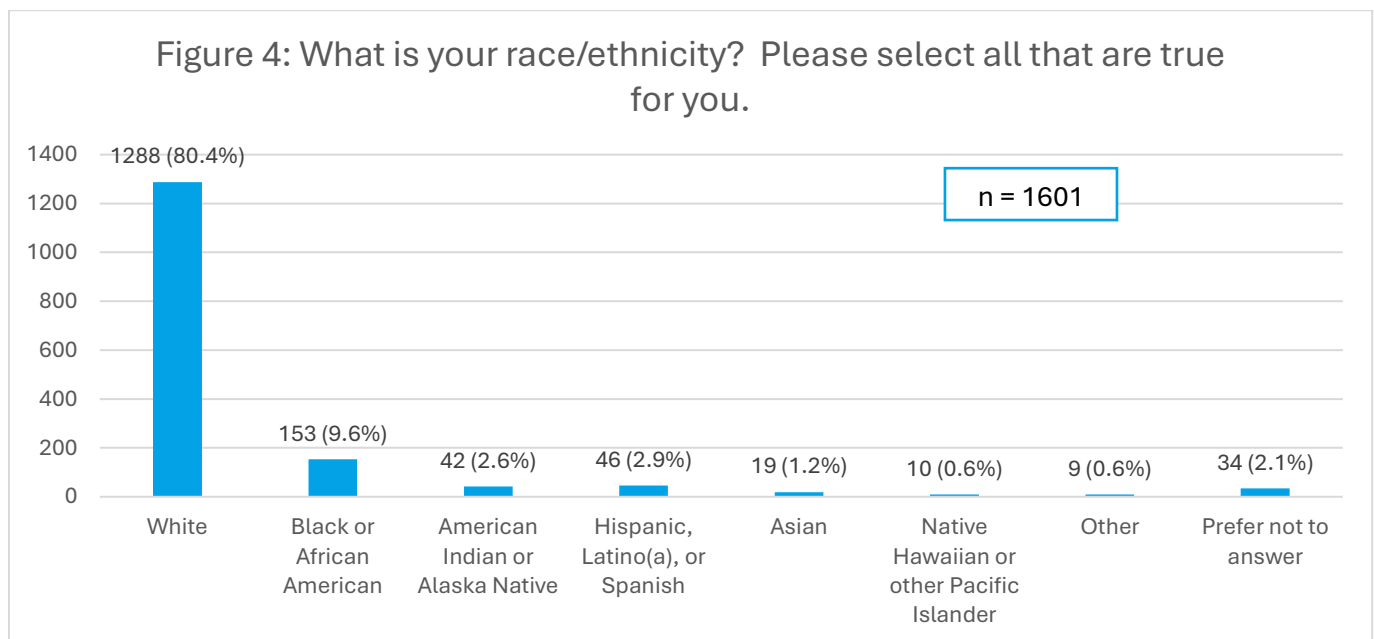 Figure 4: What is your race/ethnicity? Please select all that are true
for you.
1400
1200
1000
800
600
400
200
0
1288 (80.4%)
153 (9.6%)
42 (2.6%)
46 (2.9%)
19 (1.2%)
10 (0.6%)
9 (0.6%)
34 (2.1%)
n = 1601
White
Black or
African
American
American
Indian or
Alaska Native
Hispanic,
Latino(a), or
Spanish
Asian
Native
Hawaiian or
other Pacific
Islander
Other
Prefer not to
answer